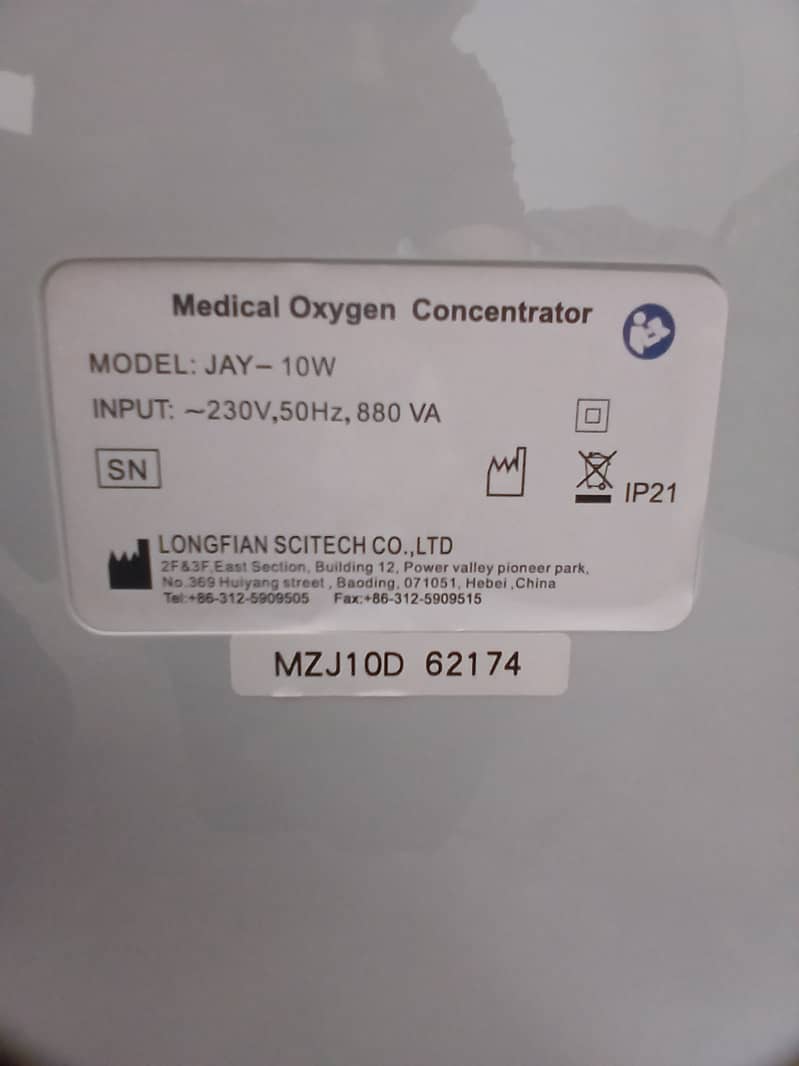 Medical Oxygen Concentrator
MODEL: JAY– 10W
INPUT: ~230V,50Hz, 880 VA
SN
IP21
LONGFIAN SCITECH CO.,LTD
2F&3F,East Section, Building 12, Power valley pioneer park,
No.369 Huiyang street , Baoding, 071051, Hebei ,China
Tel:+86-312-5909505 Fax:+86-312-5909515
MZJ10D 62174